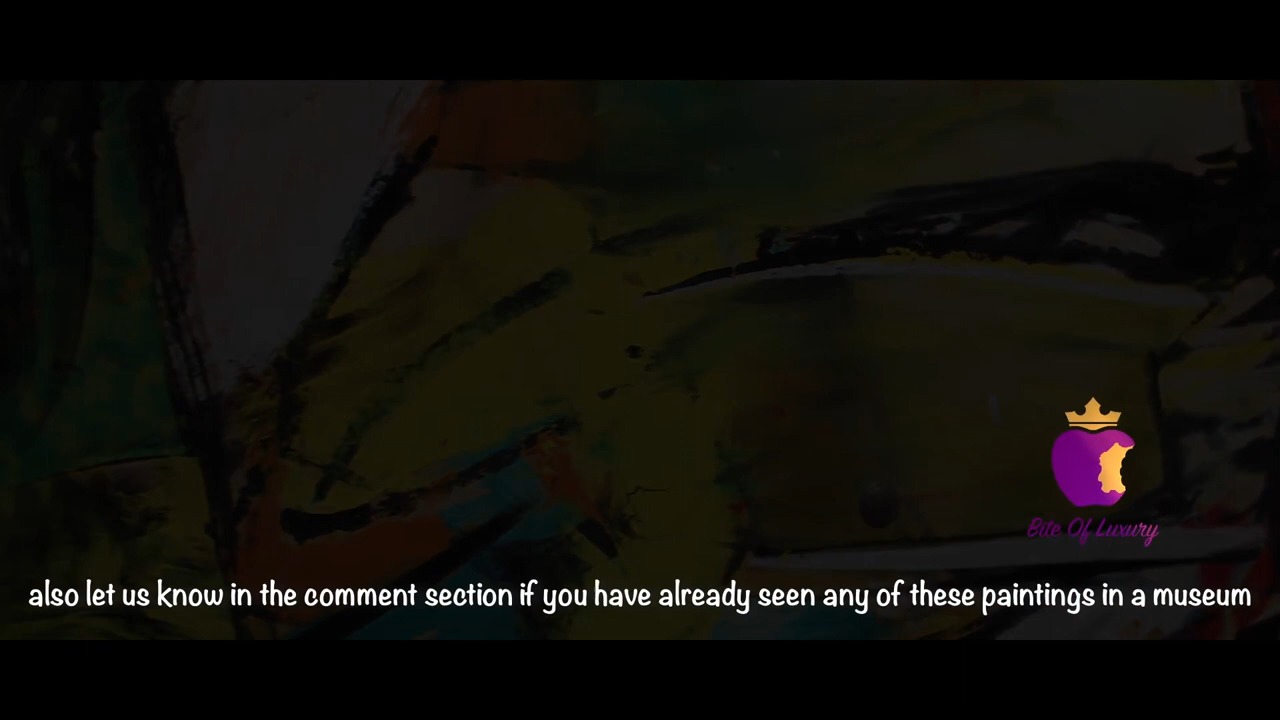 Bite Of Luxury
also let us know in the comment section if you have already seen any of these paintings in a museum